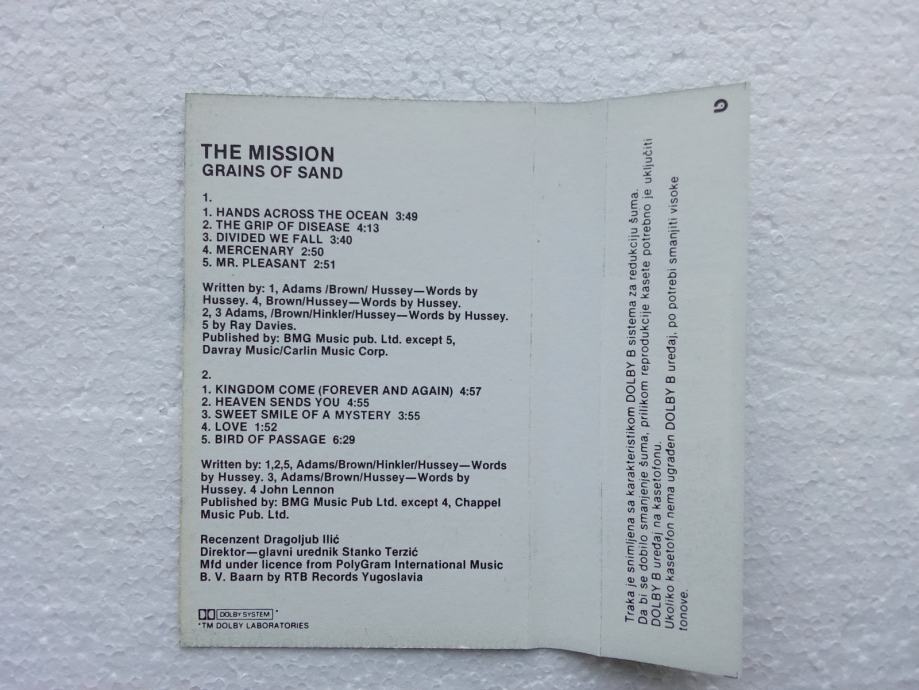 THE MISSION
GRAINS OF SAND
1.
1. HANDS ACROSS THE OCEAN 3:49
2. THE GRIP OF DISEASE 4:13
3. DIVIDED WE FALL 3:40
4. MERCENARY 2:50
5. MR. PLEASANT 2:51
Written by: 1, Adams /Brown/ Hussey—Words by
Hussey. 4, Brown/Hussey—Words by Hussey.
2, 3 Adams, /Brown/Hinkler/Hussey—Words by Hussey.
5 by Ray Davies.
Published by: BMG Music pub. Ltd. except 5,
Davray Music/Carlin Music Corp.
2.
1. KINGDOM COME (FOREVER AND AGAIN) 4:57
2. HEAVEN SENDS YOU 4:55
3. SWEET SMILE OF A MYSTERY 3:55
4. LOVE 1:52
5. BIRD OF PASSAGE 6:29
Written by: 1,2,5, Adams/Brown/Hinkler/Hussey—Words
by Hussey. 3, Adams/Brown/Hussey—Words by
Hussey. 4 John Lennon
Published by: BMG Music Pub Ltd. except 4, Chappel
Music Pub. Ltd.
Recenzent Dragoljub Ilić
Direktor—glavni urednik Stanko Terzić
Mfd under licence from PolyGram International Music
B. V. Baarn by RTB Records Yugoslavia
DOLBY SYSTEM *
*TM DOLBY LABORATORIES
Traka je snimljena sa karakteristikom DOLBY B sistema za redukciju šuma.
Da bi se dobilo smanjenje šuma, prilikom reprodukcije kasete potrebno je uključiti
DOLBY B uređaj na kasetofonu.
Ukoliko kasetofon nema ugrađen DOLBY B uređaj, po potrebi smanjiti visoke
tonove.